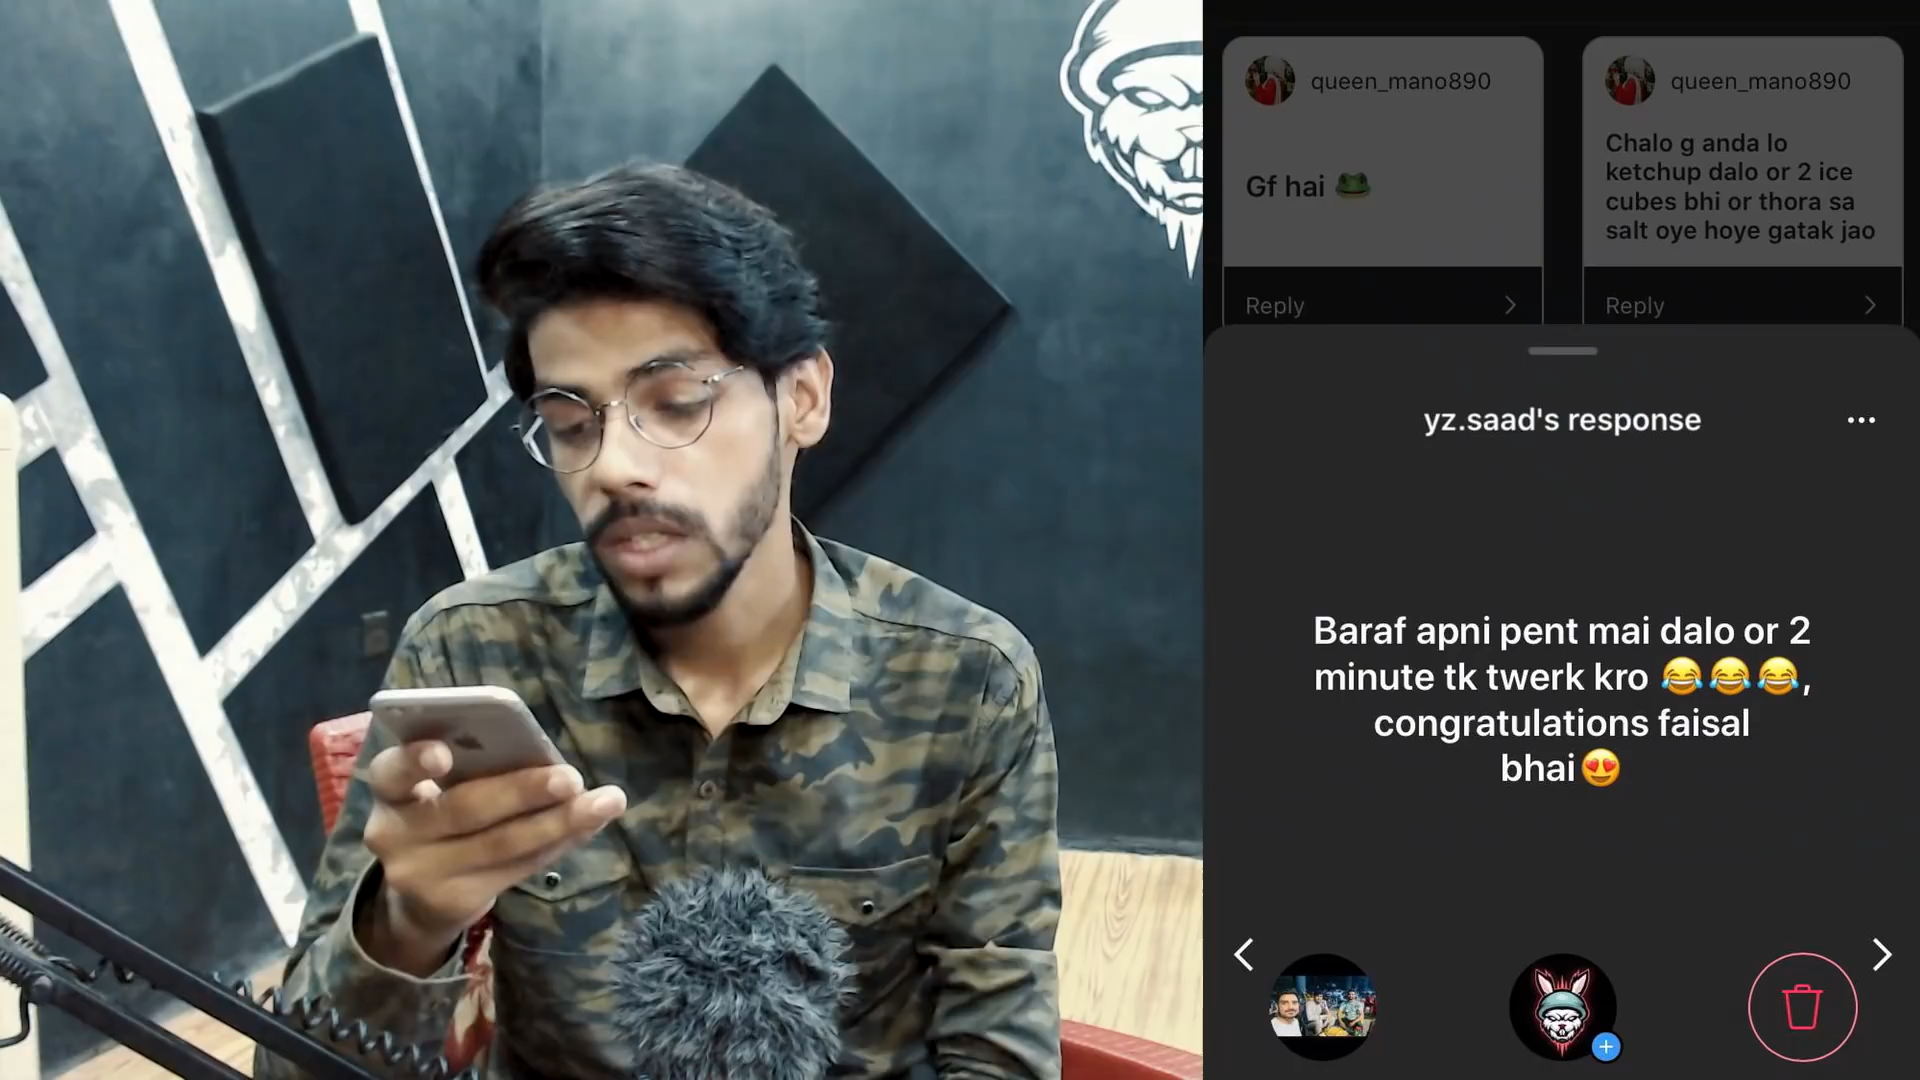 queen_mano890
Gf hai 🐸
Reply
queen_mano890
Chalo g anda lo
ketchup dalo or 2 ice
cubes bhi or thora sa
salt oye hoye gatak jao
Reply
yz.saad's response
Baraf apni pent mai dalo or 2
minute tk twerk kro 😂😂😂,
congratulations faisal
bhai😍